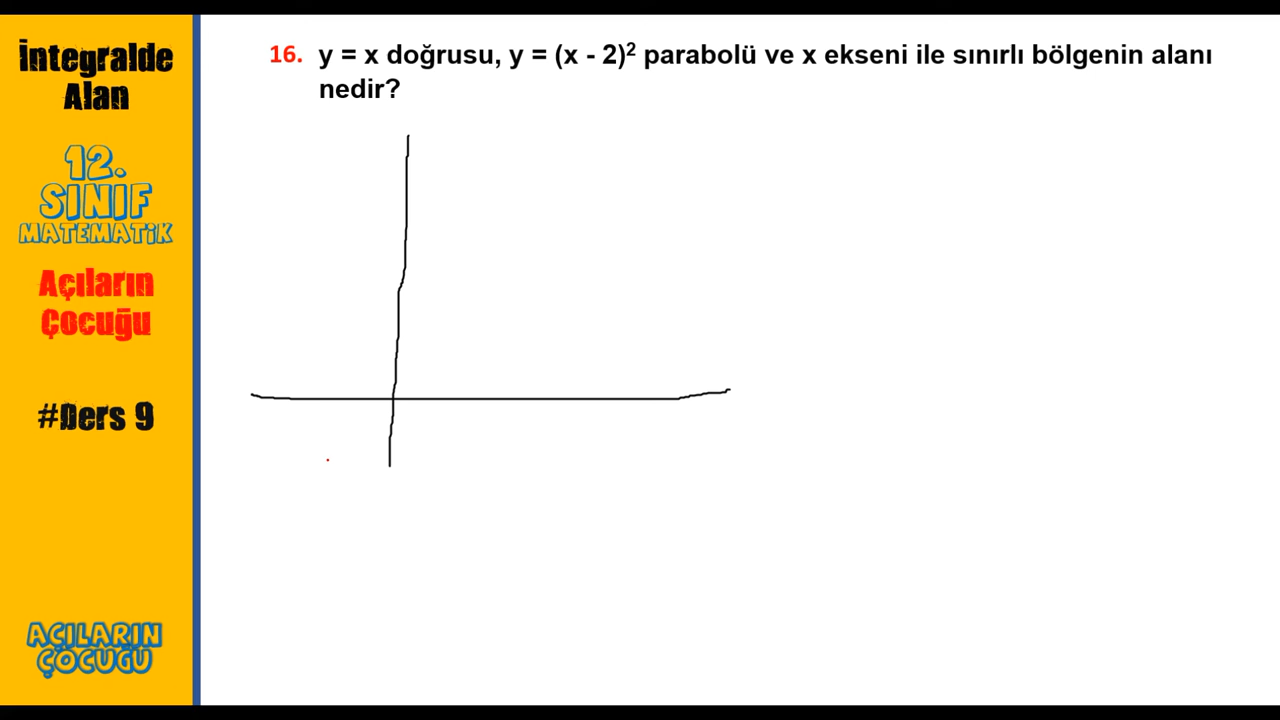 İntegralde
Alan
12.
SINIF
MATEMATİK
Açıların
Çocuğu
#Ders 9
AÇILARIN
ÇOCUĞU
16. y = x doğrusu, y = (x - 2)² parabolü ve x ekseni ile sınırlı bölgenin alanı
nedir?